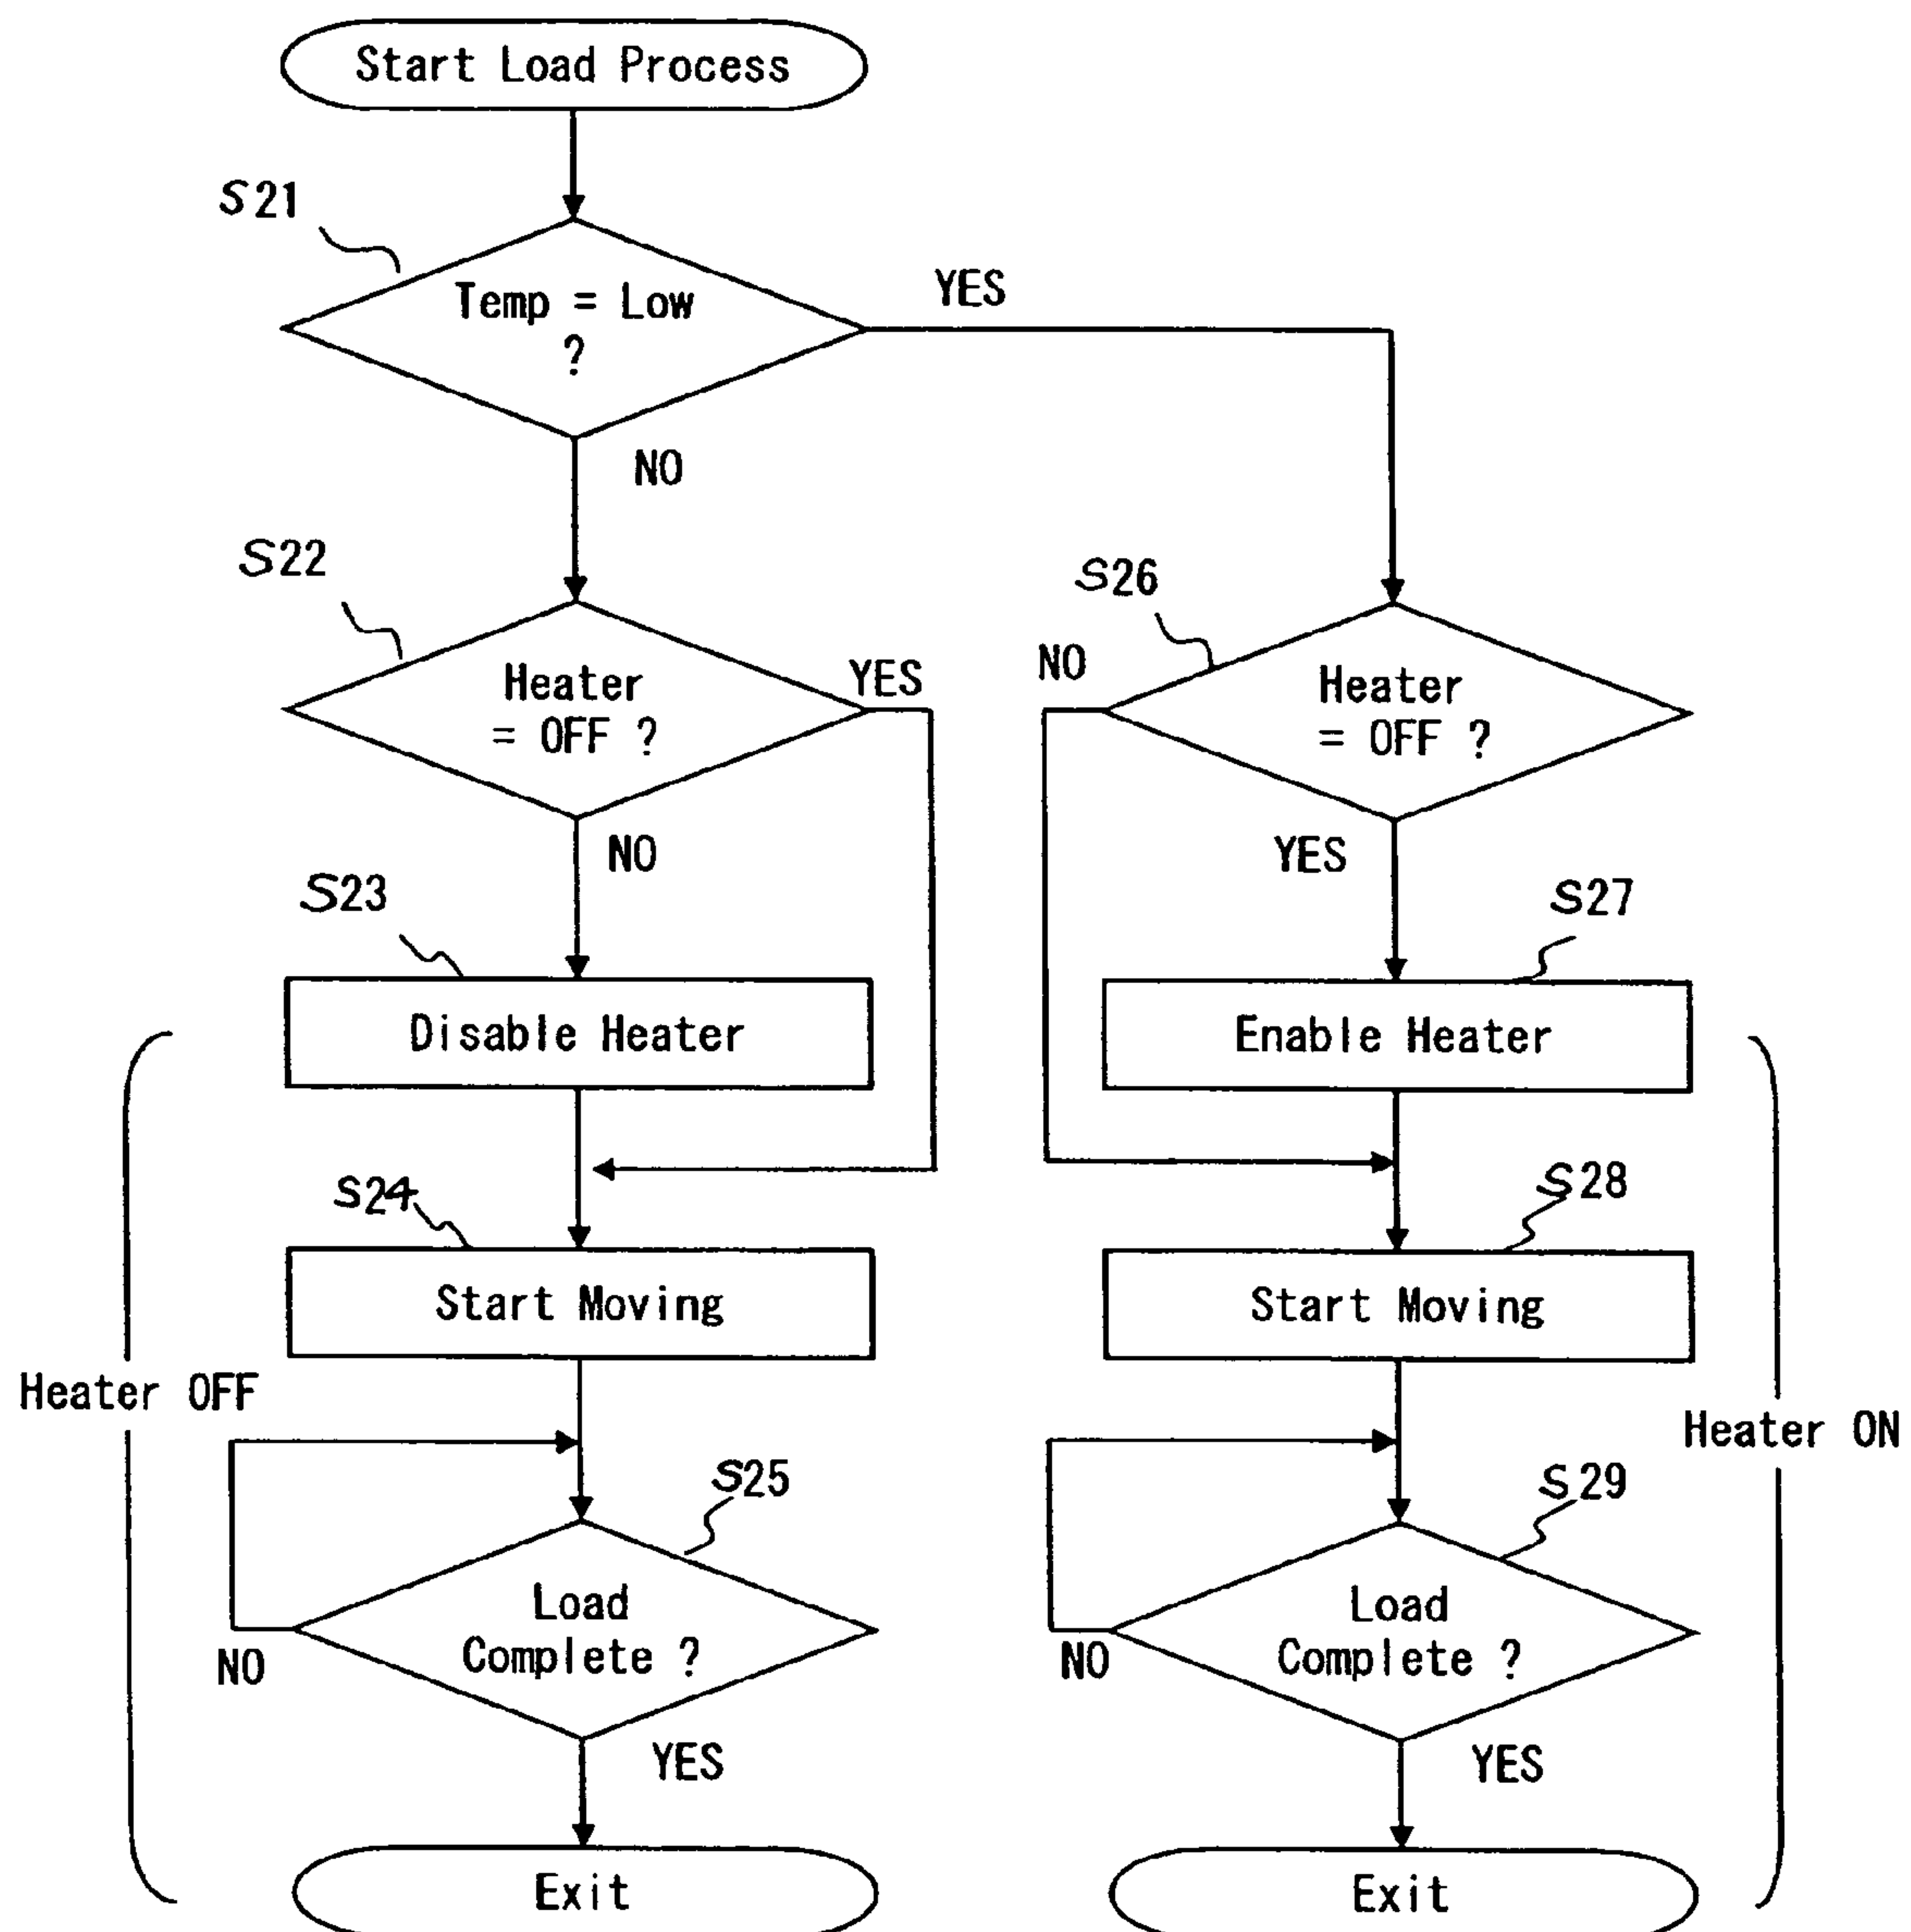 Start Load Process
S21
Temp = Low
?
YES
NO
S22
Heater
= OFF ?
YES
NO
S23
Disable Heater
S24
Start Moving
Heater OFF
S25
Load
Complete ?
NO
YES
Exit
S26
NO
Heater
= OFF ?
YES
S27
Enable Heater
S28
Start Moving
Heater ON
S29
Load
Complete ?
NO
YES
Exit